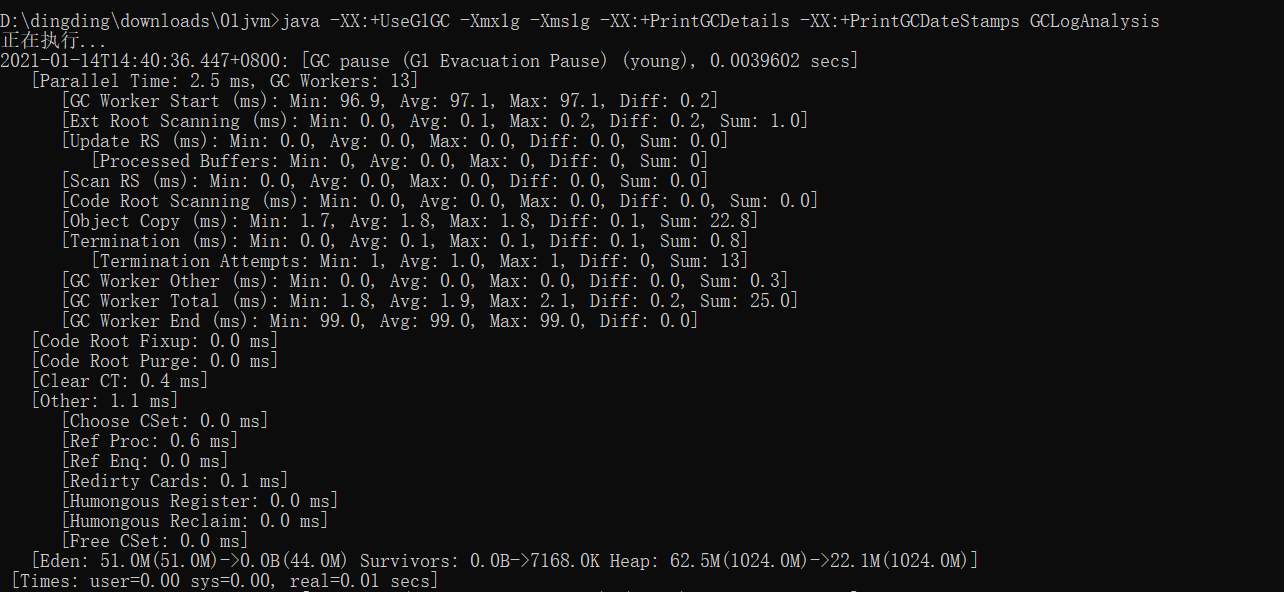 D:\dingding\downloads\01jvm>java -XX:+UseG1GC -Xmx1g -Xms1g -XX:+PrintGCDetails -XX:+PrintGCDateStamps GCLogAnalysis
正在执行...
2021-01-14T14:40:36.447+0800: [GC pause (G1 Evacuation Pause) (young), 0.0039602 secs]
[Parallel Time: 2.5 ms, GC Workers: 13]
[GC Worker Start (ms): Min: 96.9, Avg: 97.1, Max: 97.1, Diff: 0.2]
[Ext Root Scanning (ms): Min: 0.0, Avg: 0.1, Max: 0.2, Diff: 0.2, Sum: 1.0]
[Update RS (ms): Min: 0.0, Avg: 0.0, Max: 0.0, Diff: 0.0, Sum: 0.0]
[Processed Buffers: Min: 0, Avg: 0.0, Max: 0, Diff: 0, Sum: 0]
[Scan RS (ms): Min: 0.0, Avg: 0.0, Max: 0.0, Diff: 0.0, Sum: 0.0]
[Code Root Scanning (ms): Min: 0.0, Avg: 0.0, Max: 0.0, Diff: 0.0, Sum: 0.0]
[Object Copy (ms): Min: 1.7, Avg: 1.8, Max: 1.8, Diff: 0.1, Sum: 22.8]
[Termination (ms): Min: 0.0, Avg: 0.1, Max: 0.1, Diff: 0.1, Sum: 0.8]
[Termination Attempts: Min: 1, Avg: 1.0, Max: 1, Diff: 0, Sum: 13]
[GC Worker Other (ms): Min: 0.0, Avg: 0.0, Max: 0.0, Diff: 0.0, Sum: 0.3]
[GC Worker Total (ms): Min: 1.8, Avg: 1.9, Max: 2.1, Diff: 0.2, Sum: 25.0]
[GC Worker End (ms): Min: 99.0, Avg: 99.0, Max: 99.0, Diff: 0.0]
[Code Root Fixup: 0.0 ms]
[Code Root Purge: 0.0 ms]
[Clear CT: 0.4 ms]
[Other: 1.1 ms]
[Choose CSet: 0.0 ms]
[Ref Proc: 0.6 ms]
[Ref Enq: 0.0 ms]
[Redirty Cards: 0.1 ms]
[Humongous Register: 0.0 ms]
[Humongous Reclaim: 0.0 ms]
[Free CSet: 0.0 ms]
[Eden: 51.0M(51.0M)->0.0B(44.0M) Survivors: 0.0B->7168.0K Heap: 62.5M(1024.0M)->22.1M(1024.0M)]
[Times: user=0.00 sys=0.00, real=0.01 secs]